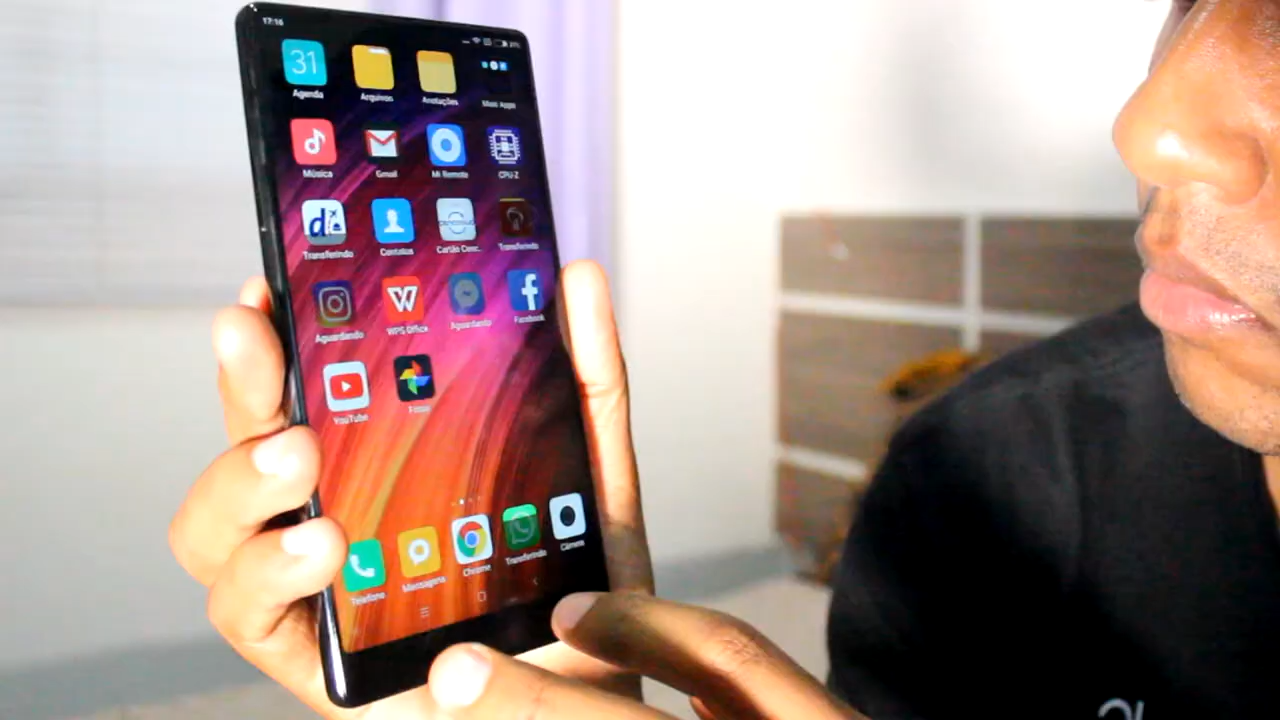 17:16
31
Agenda
Arquivos
Anotações
Mais Apps
Música
Gmail
Mi Remote
CPU-Z
Transferindo
Contatos
Cartão Cenc...
Transferindo
Aguardando
WPS Office
Aguardando
Facebook
YouTube
Fotos
Telefone
Mensagens
Chrome
Transferindo
Câmera